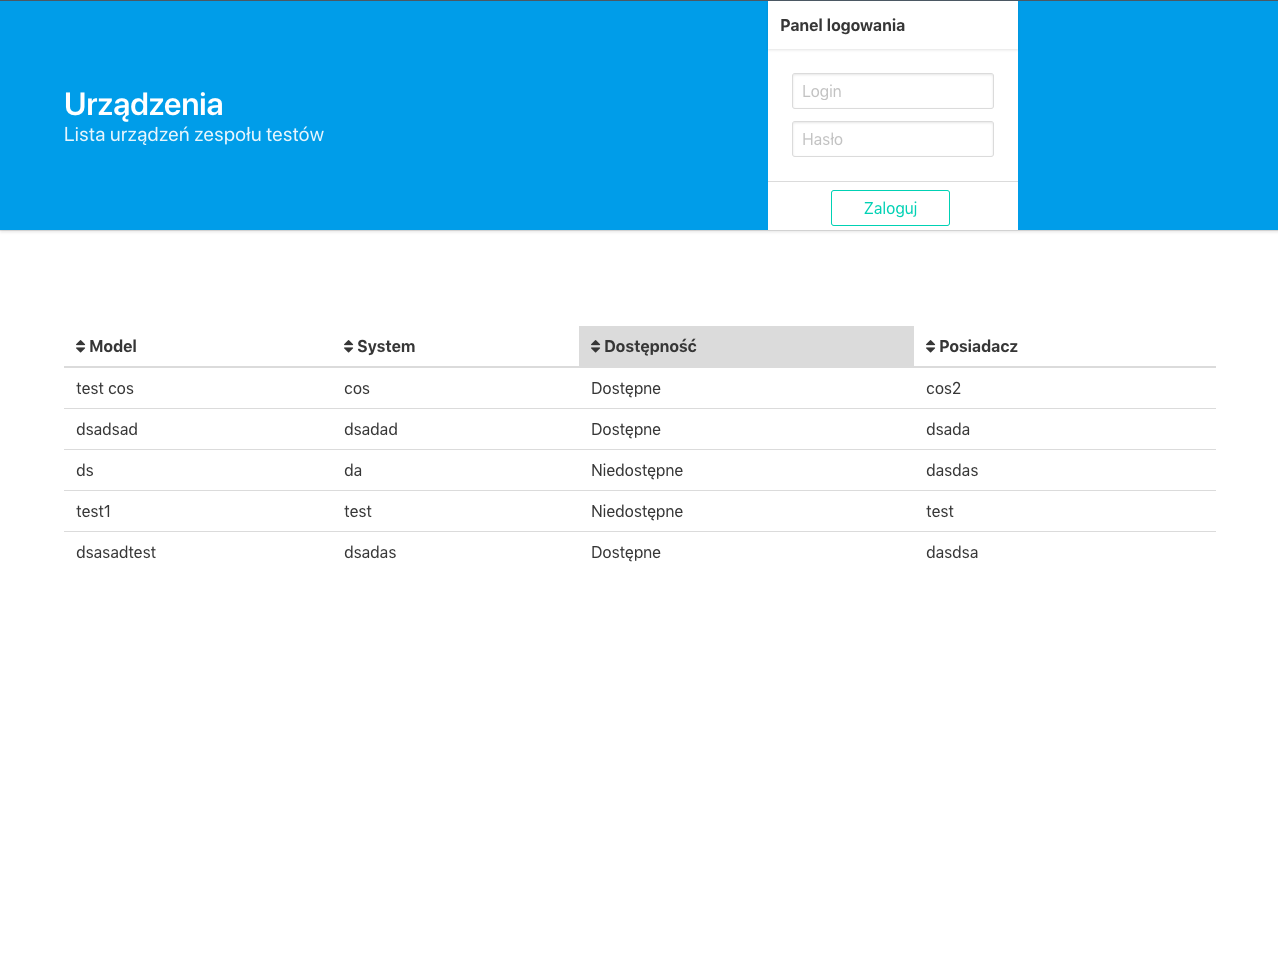 Panel logowania
Login
Hasło
Zaloguj
Urządzenia
Lista urządzeń zespołu testów
Model System Dostępność Posiadacz
test cos cos Dostępne cos2
dsadsad dsadad Dostępne dsada
ds da Niedostępne dasdas
test1 test Niedostępne test
dsasadtest dsadas Dostępne dasdsa